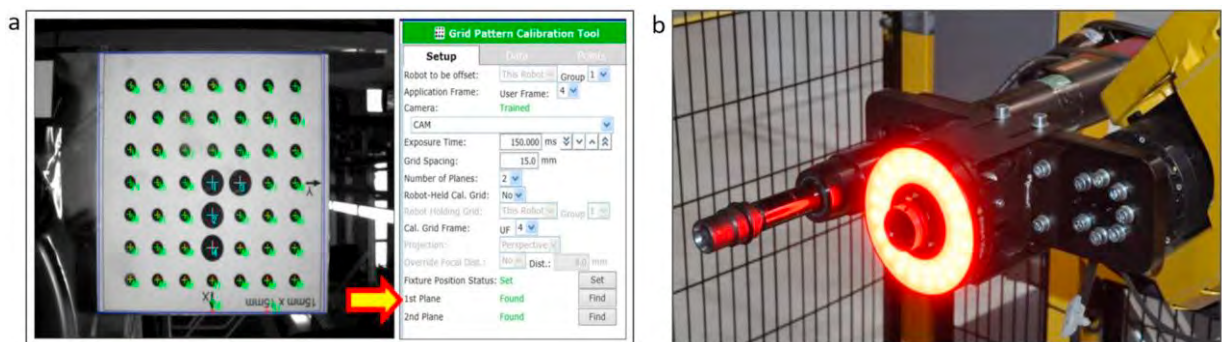 a
Grid Pattern Calibration Tool
Setup Data Points
Robot to be offset: This Robot Group 1
Application Frame: User Frame: 4
Camera: Trained
CAM
Exposure Time: 150.000 ms
Grid Spacing: 15.0 mm
Number of Planes: 2
Robot-Held Cal. Grid: No
Robot Holding Grid: This Robot Group 1
Cal. Grid Frame: UF 4
Projection: Perspective
Override Focal Dist.: No Dist.: mm
Fixture Position Status: Set Set
1st Plane Found Find
2nd Plane Found Find
Y
X
15mm x 15mm
b